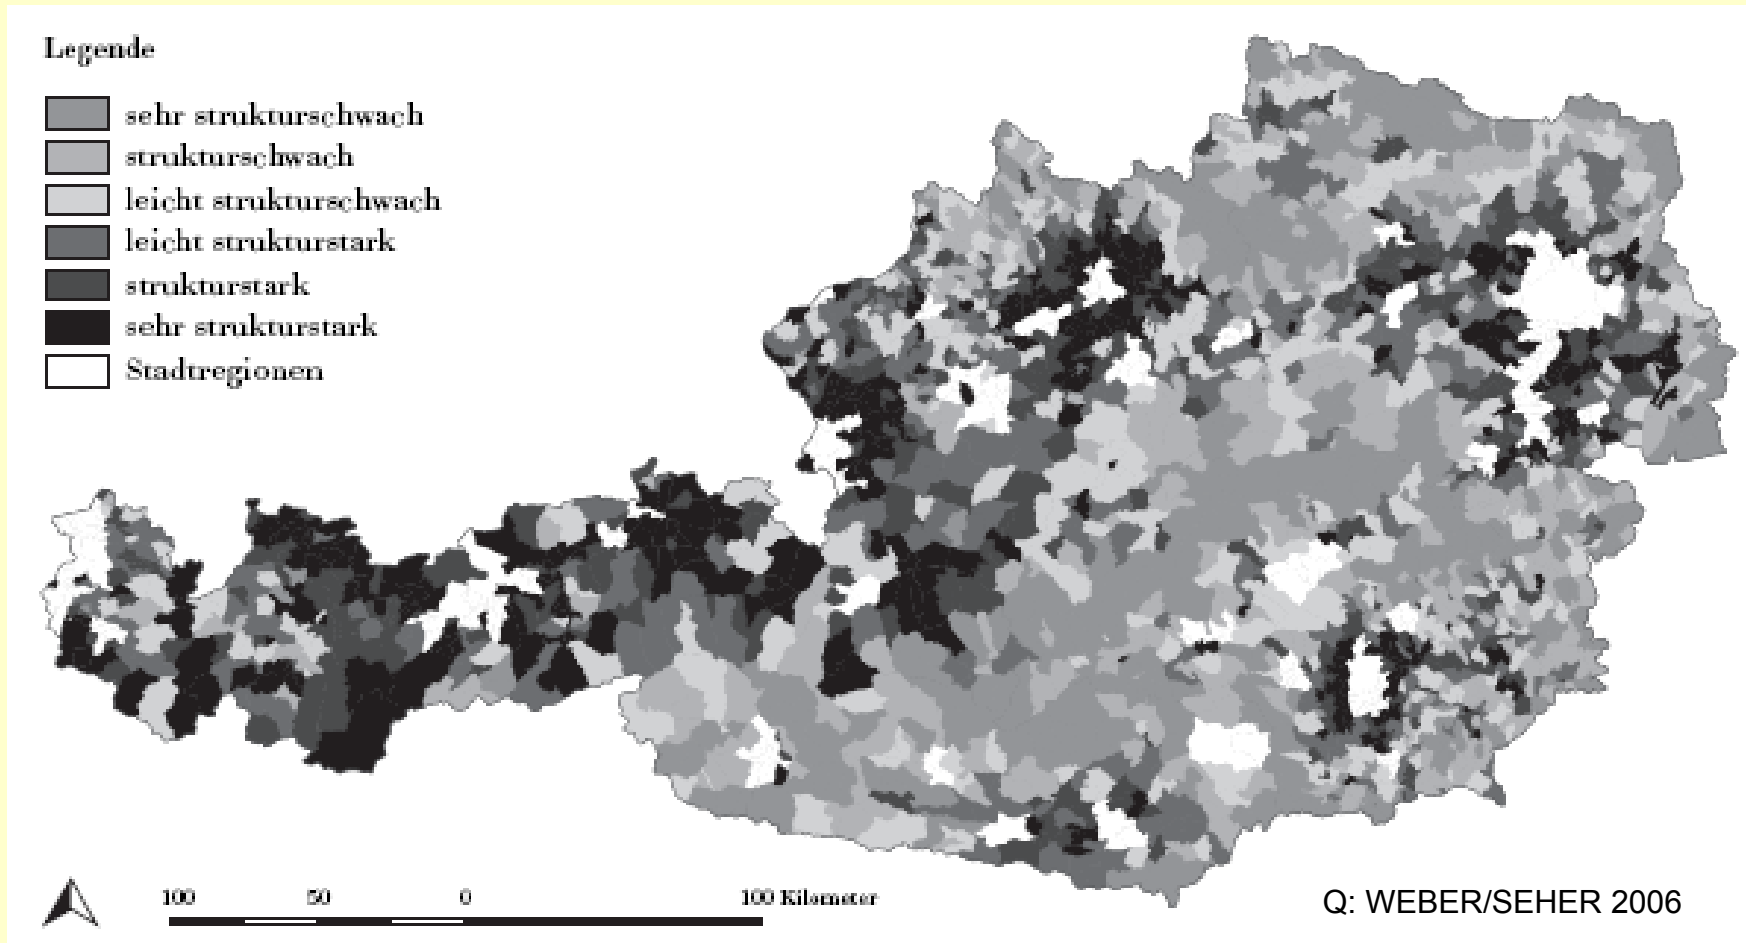 Legende
sehr strukturschwach
strukturschwach
leicht strukturschwach
leicht strukturstark
strukturstark
sehr strukturstark
Stadtregionen
100 50 0 100 Kilometer
Q: WEBER/SEHER 2006